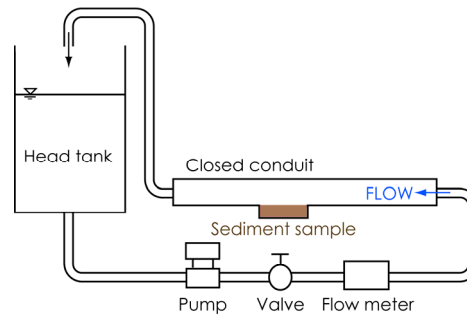 Head tank
Closed conduit
FLOW
Sediment sample
Pump
Valve
Flow meter